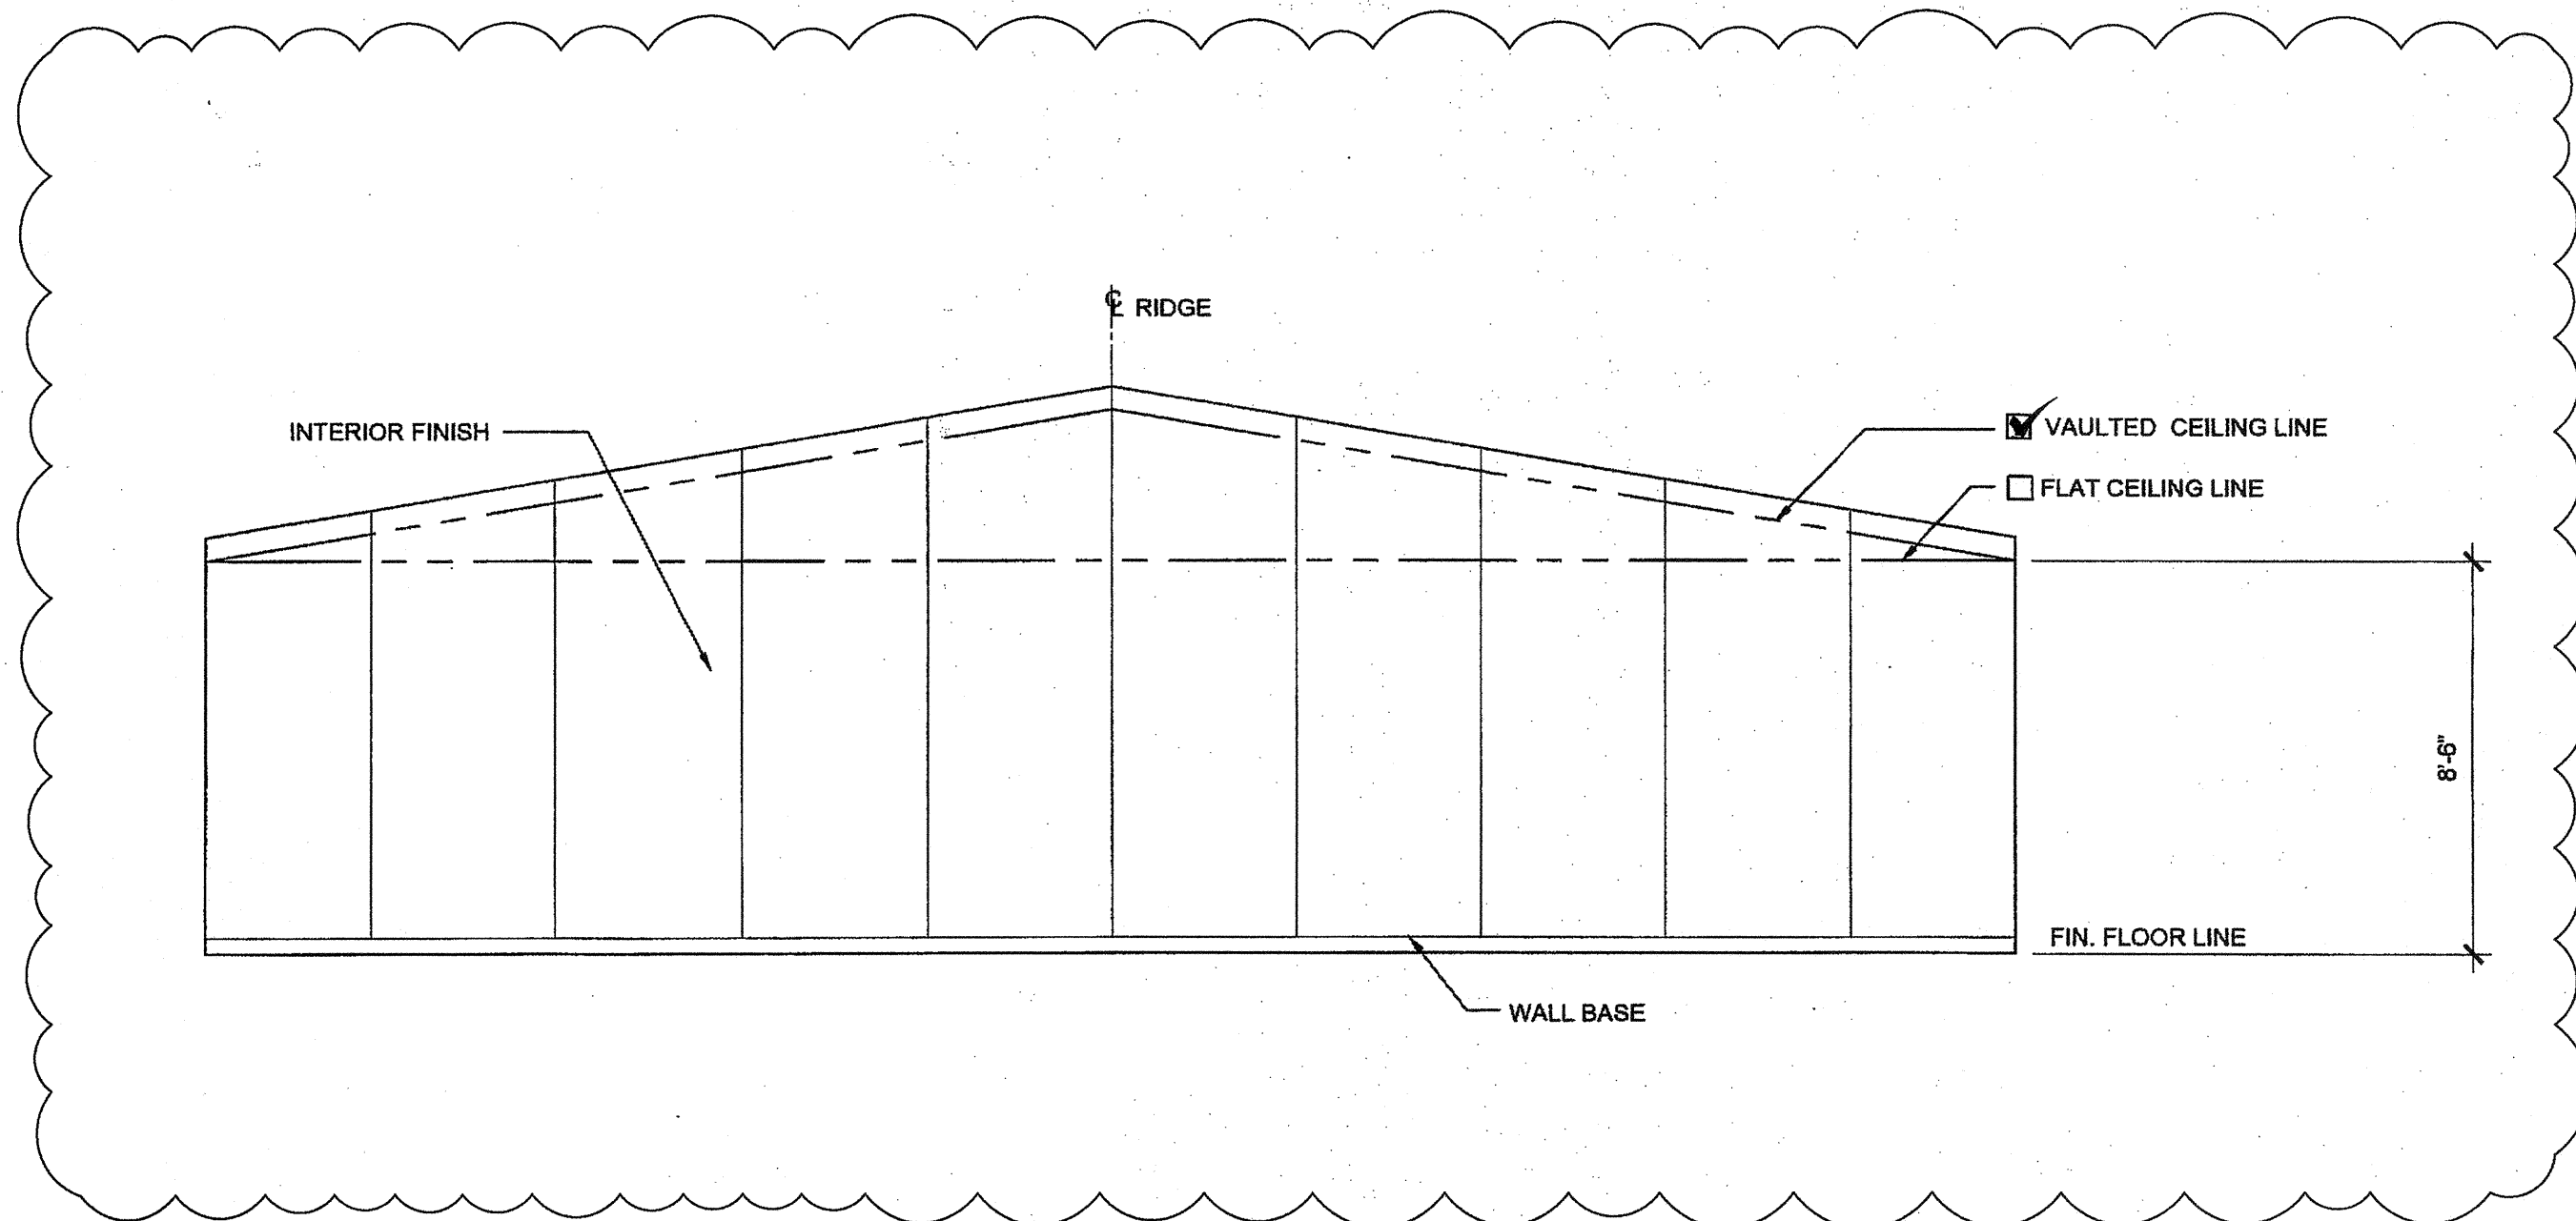 ℄ RIDGE
INTERIOR FINISH
VAULTED CEILING LINE
FLAT CEILING LINE
8'-6"
FIN. FLOOR LINE
WALL BASE